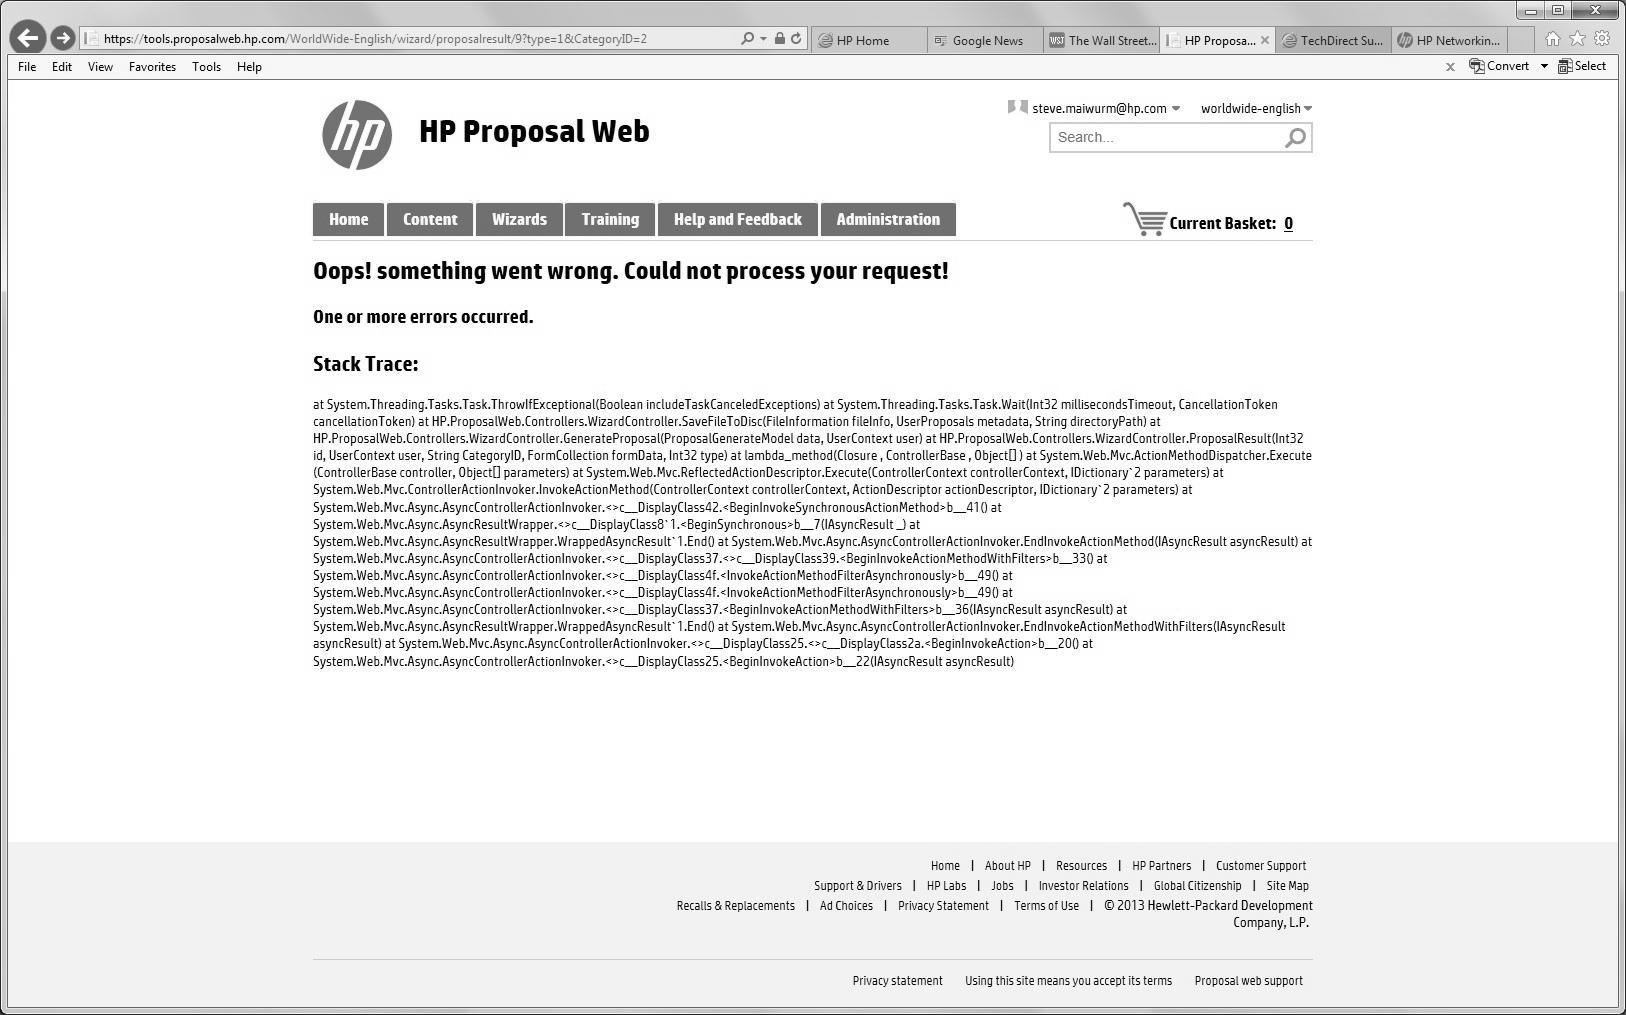 https://tools.proposalweb.hp.com/WorldWide-English/wizard/proposalresult/9?type=1&CategoryID=2
HP Home
Google News
The Wall Street...
HP Proposa...
TechDirect Su...
HP Networkin...
File Edit View Favorites Tools Help
x Convert Select
hp
HP Proposal Web
steve.maiwurm@hp.com worldwide-english
Search...
Home Content Wizards Training Help and Feedback Administration
Current Basket: 0
Oops! something went wrong. Could not process your request!
One or more errors occurred.
Stack Trace:
at System.Threading.Tasks.Task.ThrowIfExceptional(Boolean includeTaskCanceledExceptions) at System.Threading.Tasks.Task.Wait(Int32 millisecondsTimeout, CancellationToken
cancellationToken) at HP.ProposalWeb.Controllers.WizardController.SaveFileToDisc(FileInformation fileInfo, UserProposals metadata, String directoryPath) at
HP.ProposalWeb.Controllers.WizardController.GenerateProposal(ProposalGenerateModel data, UserContext user) at HP.ProposalWeb.Controllers.WizardController.ProposalResult(Int32
id, UserContext user, String CategoryID, FormCollection formData, Int32 type) at lambda_method(Closure , ControllerBase , Object[] ) at System.Web.Mvc.ActionMethodDispatcher.Execute
(ControllerBase controller, Object[] parameters) at System.Web.Mvc.ReflectedActionDescriptor.Execute(ControllerContext controllerContext, IDictionary`2 parameters) at
System.Web.Mvc.ControllerActionInvoker.InvokeActionMethod(ControllerContext controllerContext, ActionDescriptor actionDescriptor, IDictionary`2 parameters) at
System.Web.Mvc.Async.AsyncControllerActionInvoker.<>c__DisplayClass42.<BeginInvokeSynchronousActionMethod>b__41() at
System.Web.Mvc.Async.AsyncResultWrapper.<>c__DisplayClass8`1.<BeginSynchronous>b__7(IAsyncResult _) at
System.Web.Mvc.Async.AsyncResultWrapper.WrappedAsyncResult`1.End() at System.Web.Mvc.Async.AsyncControllerActionInvoker.EndInvokeActionMethod(IAsyncResult asyncResult) at
System.Web.Mvc.Async.AsyncControllerActionInvoker.<>c__DisplayClass37.<>c__DisplayClass39.<BeginInvokeActionMethodWithFilters>b__33() at
System.Web.Mvc.Async.AsyncControllerActionInvoker.<>c__DisplayClass4f.<InvokeActionMethodFilterAsynchronously>b__49() at
System.Web.Mvc.Async.AsyncControllerActionInvoker.<>c__DisplayClass4f.<InvokeActionMethodFilterAsynchronously>b__49() at
System.Web.Mvc.Async.AsyncControllerActionInvoker.<>c__DisplayClass37.<BeginInvokeActionMethodWithFilters>b__36(IAsyncResult asyncResult) at
System.Web.Mvc.Async.AsyncResultWrapper.WrappedAsyncResult`1.End() at System.Web.Mvc.Async.AsyncControllerActionInvoker.EndInvokeActionMethodWithFilters(IAsyncResult
asyncResult) at System.Web.Mvc.Async.AsyncControllerActionInvoker.<>c__DisplayClass25.<>c__DisplayClass2a.<BeginInvokeAction>b__20() at
System.Web.Mvc.Async.AsyncControllerActionInvoker.<>c__DisplayClass25.<BeginInvokeAction>b__22(IAsyncResult asyncResult)
Home | About HP | Resources | HP Partners | Customer Support
Support & Drivers | HP Labs | Jobs | Investor Relations | Global Citizenship | Site Map
Recalls & Replacements | Ad Choices | Privacy Statement | Terms of Use | © 2013 Hewlett-Packard Development
Company, L.P.
Privacy statement Using this site means you accept its terms Proposal web support